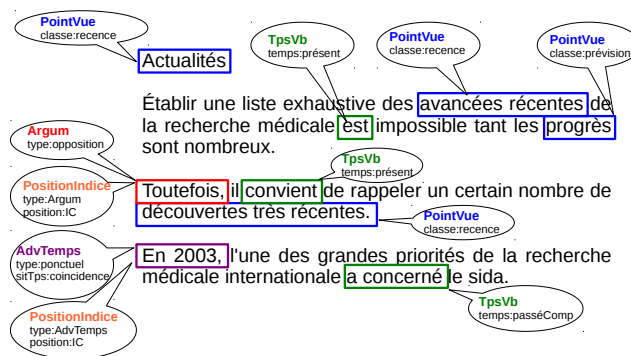 PointVue
classe:recence
TpsVb
temps:présent
PointVue
classe:recence
PointVue
classe:prévision
Actualités
Établir une liste exhaustive des avancées récentes de
la recherche médicale est impossible tant les progrès
sont nombreux.
Argum
type:opposition
TpsVb
temps:présent
PositionIndice
type:Argum
position:IC
Toutefois, il convient de rappeler un certain nombre de
découvertes très récentes.
PointVue
classe:recence
AdvTemps
type:ponctuel
sitTps:coincidence
En 2003, l'une des grandes priorités de la recherche
médicale internationale a concerné le sida.
PositionIndice
type:AdvTemps
position:IC
TpsVb
temps:passéComp